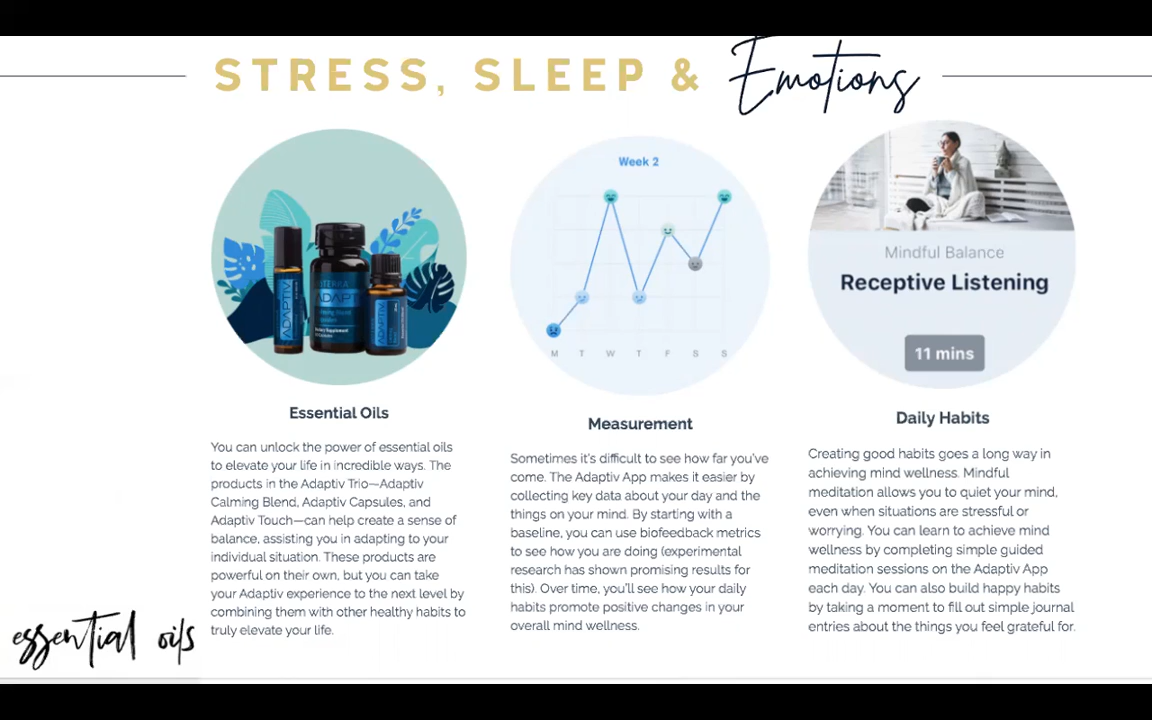 STRESS, SLEEP & Emotions
ADAPTIV
ADAPTIV
Dietary Supplement
ADAPTIV
Essential Oils
You can unlock the power of essential oils
to elevate your life in incredible ways. The
products in the Adaptiv Trio—Adaptiv
Calming Blend, Adaptiv Capsules, and
Adaptiv Touch—can help create a sense of
balance, assisting you in adapting to your
individual situation. These products are
powerful on their own, but you can take
your Adaptiv experience to the next level by
combining them with other healthy habits to
truly elevate your life.
Week 2
M T W T F S S
Measurement
Sometimes it's difficult to see how far you've
come. The Adaptiv App makes it easier by
collecting key data about your day and the
things on your mind. By starting with a
baseline, you can use biofeedback metrics
to see how you are doing (experimental
research has shown promising results for
this). Over time, you'll see how your daily
habits promote positive changes in your
overall mind wellness.
Mindful Balance
Receptive Listening
11 mins
Daily Habits
Creating good habits goes a long way in
achieving mind wellness. Mindful
meditation allows you to quiet your mind,
even when situations are stressful or
worrying. You can learn to achieve mind
wellness by completing simple guided
meditation sessions on the Adaptiv App
each day. You can also build happy habits
by taking a moment to fill out simple journal
entries about the things you feel grateful for.
essential oils